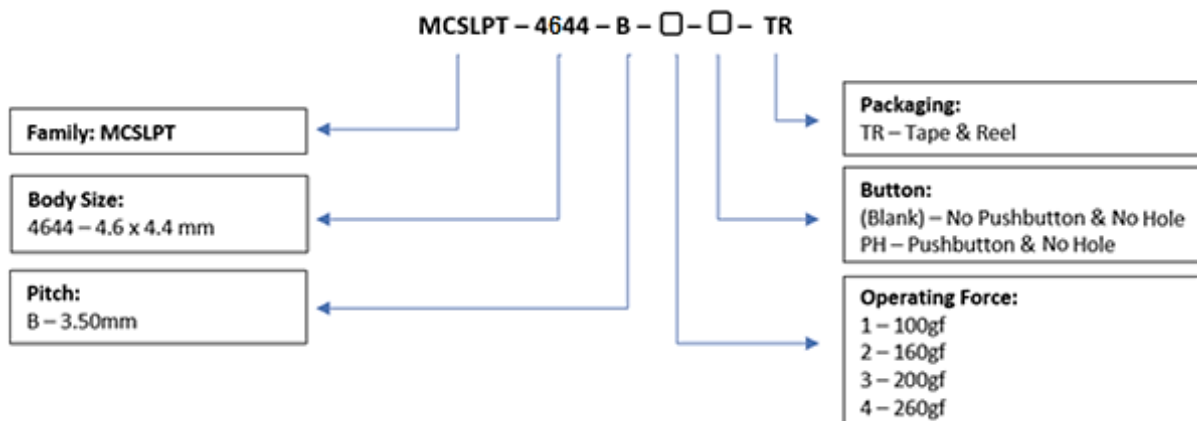 MCSLPT – 4644 – B – ▢ – ▢ – TR
Family: MCSLPT
Body Size:
4644 – 4.6 x 4.4 mm
Pitch:
B – 3.50mm
Packaging:
TR – Tape & Reel
Button:
(Blank) – No Pushbutton & No Hole
PH – Pushbutton & No Hole
Operating Force:
1 – 100gf
2 – 160gf
3 – 200gf
4 – 260gf